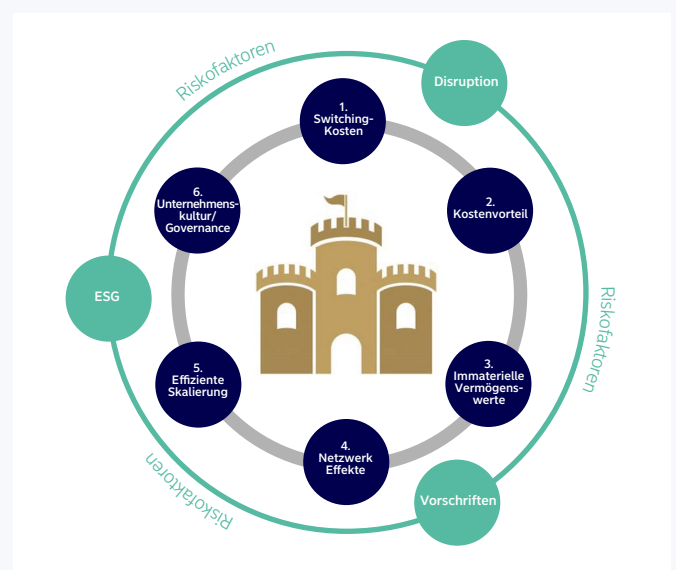 Riskofaktoren
Disruption
1.
Switching-
Kosten
6.
Unternehmens-
kultur/
Governance
2.
Kostenvorteil
ESG
Riskofaktoren
5.
Effiziente
Skalierung
3.
Immaterielle
Vermögens-
werte
4.
Netzwerk
Effekte
Riskofaktoren
Vorschriften